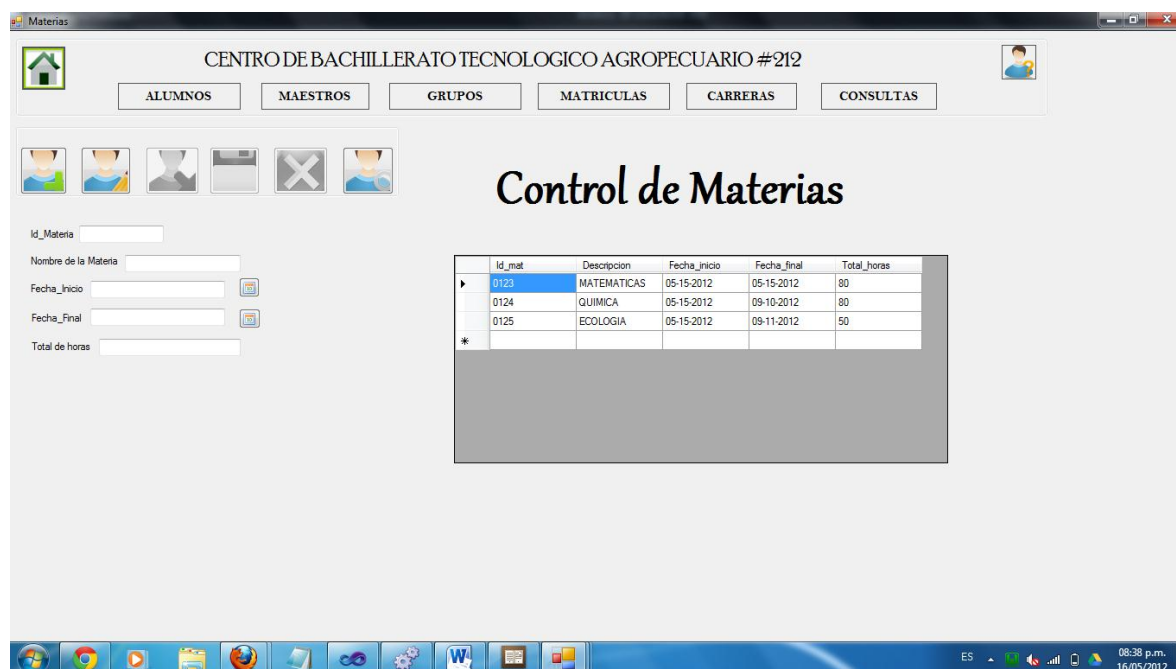 Materias
CENTRO DE BACHILLERATO TECNOLOGICO AGROPECUARIO #212
ALUMNOS MAESTROS GRUPOS MATRICULAS CARRERAS CONSULTAS
Control de Materias
Id_Materia
Nombre de la Materia
Fecha_Inicio
Fecha_Final
Total de horas
Id_mat Descripcion Fecha_inicio Fecha_final Total_horas
0123 MATEMATICAS 05-15-2012 05-15-2012 80
0124 QUIMICA 05-15-2012 09-10-2012 80
0125 ECOLOGIA 05-15-2012 09-11-2012 50
ES 08:38 p.m.
16/05/2012